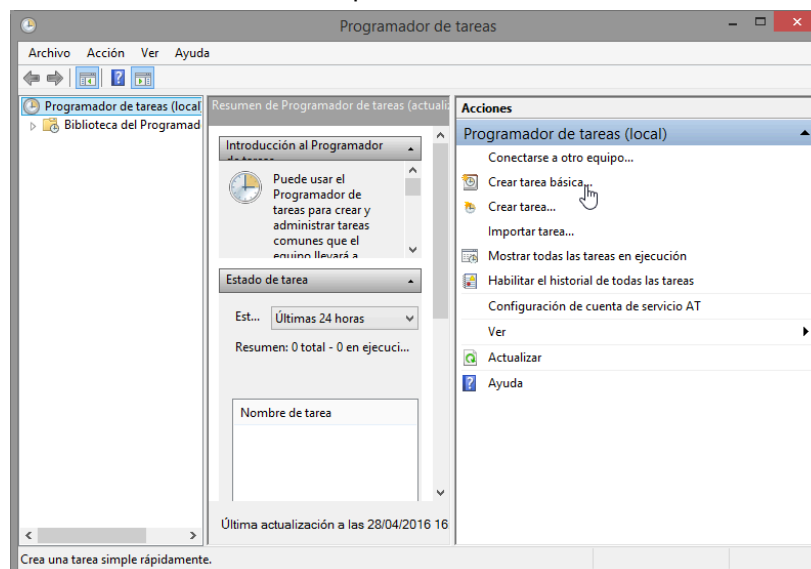 Programador de tareas
Archivo Acción Ver Ayuda
Programador de tareas (local
Biblioteca del Programad
Resumen de Programador de tareas (actuali
Introducción al Programador
de tareas
Puede usar el
Programador de
tareas para crear y
administrar tareas
comunes que el
equipo llevará a
Estado de tarea
Est... Últimas 24 horas
Resumen: 0 total - 0 en ejecuci...
Nombre de tarea
Última actualización a las 28/04/2016 16
Acciones
Programador de tareas (local)
Conectarse a otro equipo...
Crear tarea básica...
Crear tarea...
Importar tarea...
Mostrar todas las tareas en ejecución
Habilitar el historial de todas las tareas
Configuración de cuenta de servicio AT
Ver
Actualizar
Ayuda
Crea una tarea simple rápidamente.